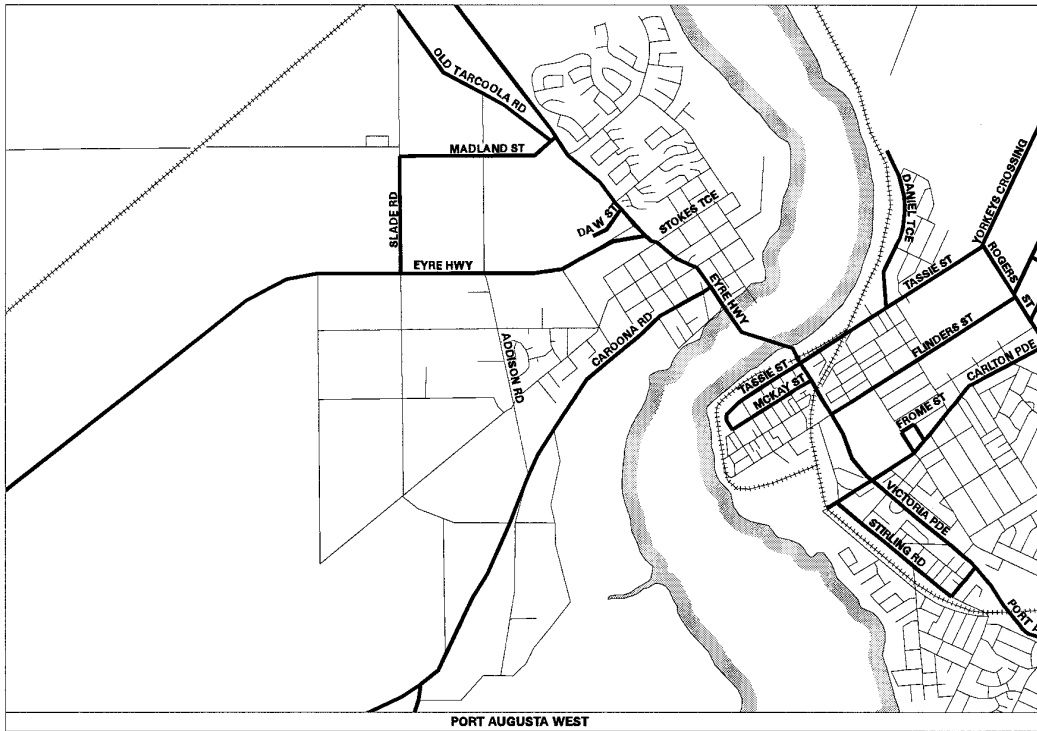 OLD TARCOOLA RD
MADLAND ST
SLADE RD
DAW ST
STOKES TCE
EYRE HWY
EYRE HWY
CAROONA RD
ADDISON RD
DANIEL TCE
YORKEYS CROSSING
TASSIE ST
ROGERS ST
FLINDERS ST
CARLTON PDE
TASSIE ST
MCKAY ST
FROME ST
VICTORIA PDE
STIRLING RD
PORT
PORT AUGUSTA WEST